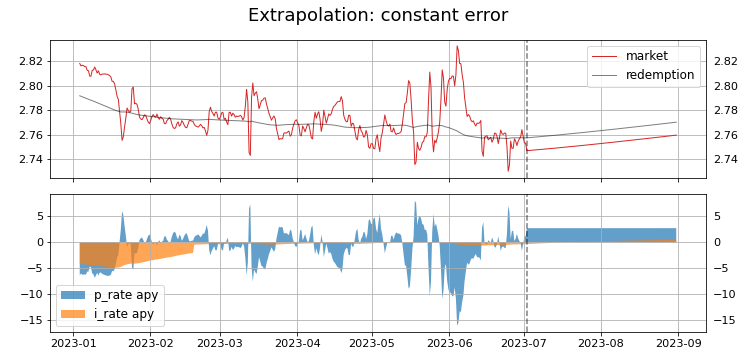 Extrapolation: constant error
2.82 2.82
2.80 2.80
2.78 2.78
2.76 2.76
2.74 2.74
market
redemption
5 5
0 0
−5 −5
−10 −10
−15 −15
p_rate apy
i_rate apy
2023-01 2023-02 2023-03 2023-04 2023-05 2023-06 2023-07 2023-08 2023-09